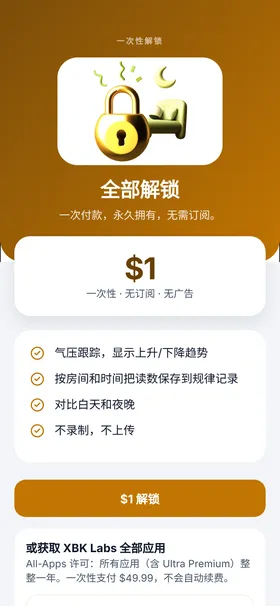 一次性解锁
全部解锁
一次付款，永久拥有，无需订阅。
$1
一次性 · 无订阅 · 无广告
气压跟踪，显示上升/下降趋势
按房间和时间把读数保存到规律记录
对比白天和夜晚
不录制，不上传
$1 解锁
或获取 XBK Labs 全部应用
All-Apps 许可：所有应用（含 Ultra Premium）整
整一年。一次性支付 $49.99，不会自动续费。